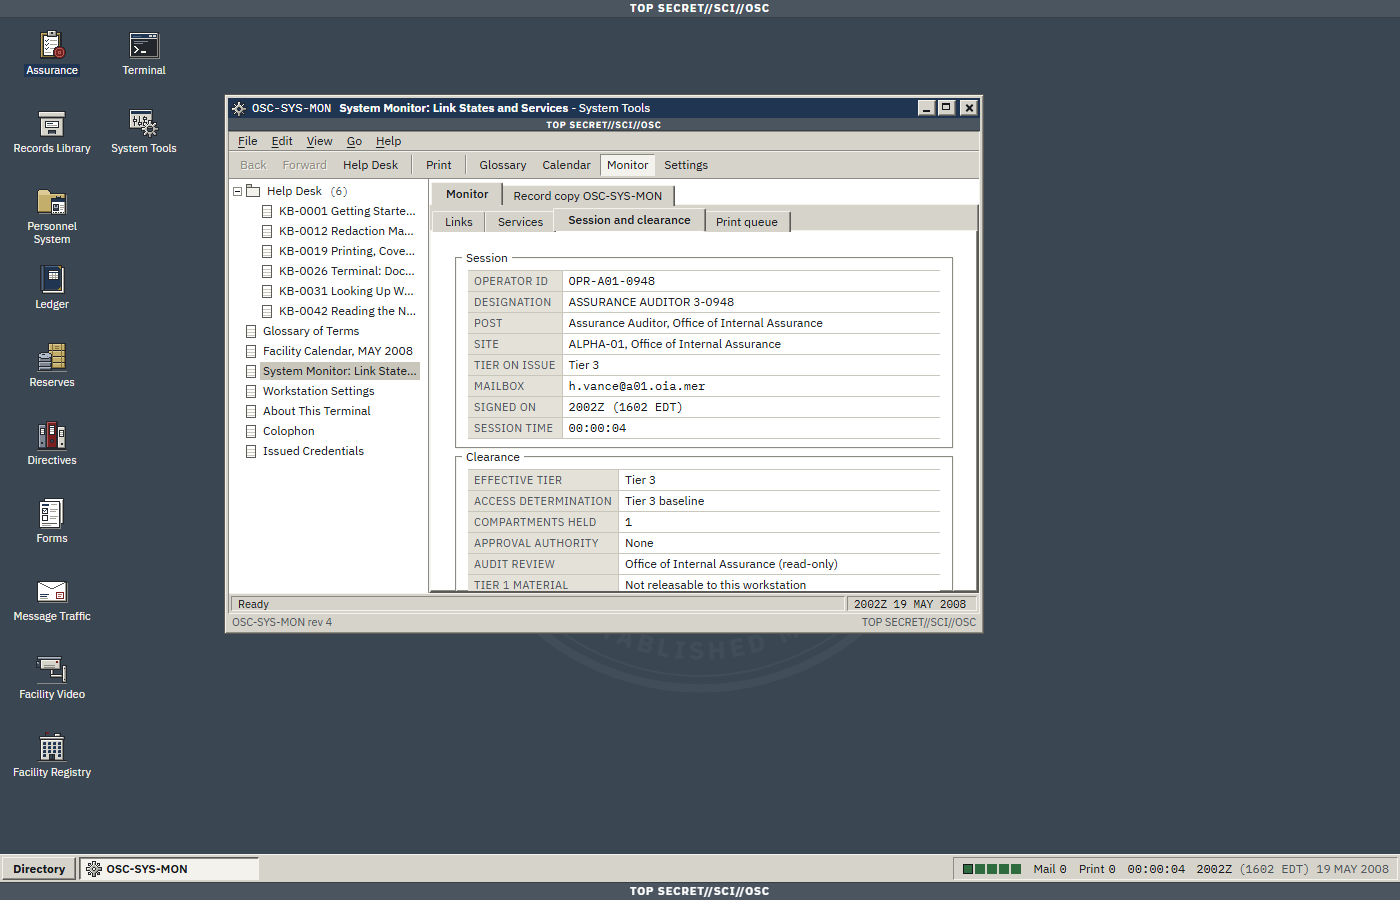 TOP SECRET//SCI//OSC
Assurance
Terminal
Records Library
System Tools
Personnel
System
Ledger
Reserves
Directives
Forms
Message Traffic
Facility Video
Facility Registry
OSC-SYS-MON System Monitor: Link States and Services - System Tools
TOP SECRET//SCI//OSC
File Edit View Go Help
Back Forward Help Desk Print Glossary Calendar Monitor Settings
Help Desk (6)
KB-0001 Getting Starte...
KB-0012 Redaction Ma...
KB-0019 Printing, Cove...
KB-0026 Terminal: Doc...
KB-0031 Looking Up W...
KB-0042 Reading the N...
Glossary of Terms
Facility Calendar, MAY 2008
System Monitor: Link State...
Workstation Settings
About This Terminal
Colophon
Issued Credentials
Monitor Record copy OSC-SYS-MON
Links Services Session and clearance Print queue
Session
OPERATOR ID OPR-A01-0948
DESIGNATION ASSURANCE AUDITOR 3-0948
POST Assurance Auditor, Office of Internal Assurance
SITE ALPHA-01, Office of Internal Assurance
TIER ON ISSUE Tier 3
MAILBOX h.vance@a01.oia.mer
SIGNED ON 2002Z (1602 EDT)
SESSION TIME 00:00:04
Clearance
EFFECTIVE TIER Tier 3
ACCESS DETERMINATION Tier 3 baseline
COMPARTMENTS HELD 1
APPROVAL AUTHORITY None
AUDIT REVIEW Office of Internal Assurance (read-only)
TIER 1 MATERIAL Not releasable to this workstation
Ready 2002Z 19 MAY 2008
OSC-SYS-MON rev 4 TOP SECRET//SCI//OSC
Directory OSC-SYS-MON Mail 0 Print 0 00:00:04 2002Z (1602 EDT) 19 MAY 2008
TOP SECRET//SCI//OSC